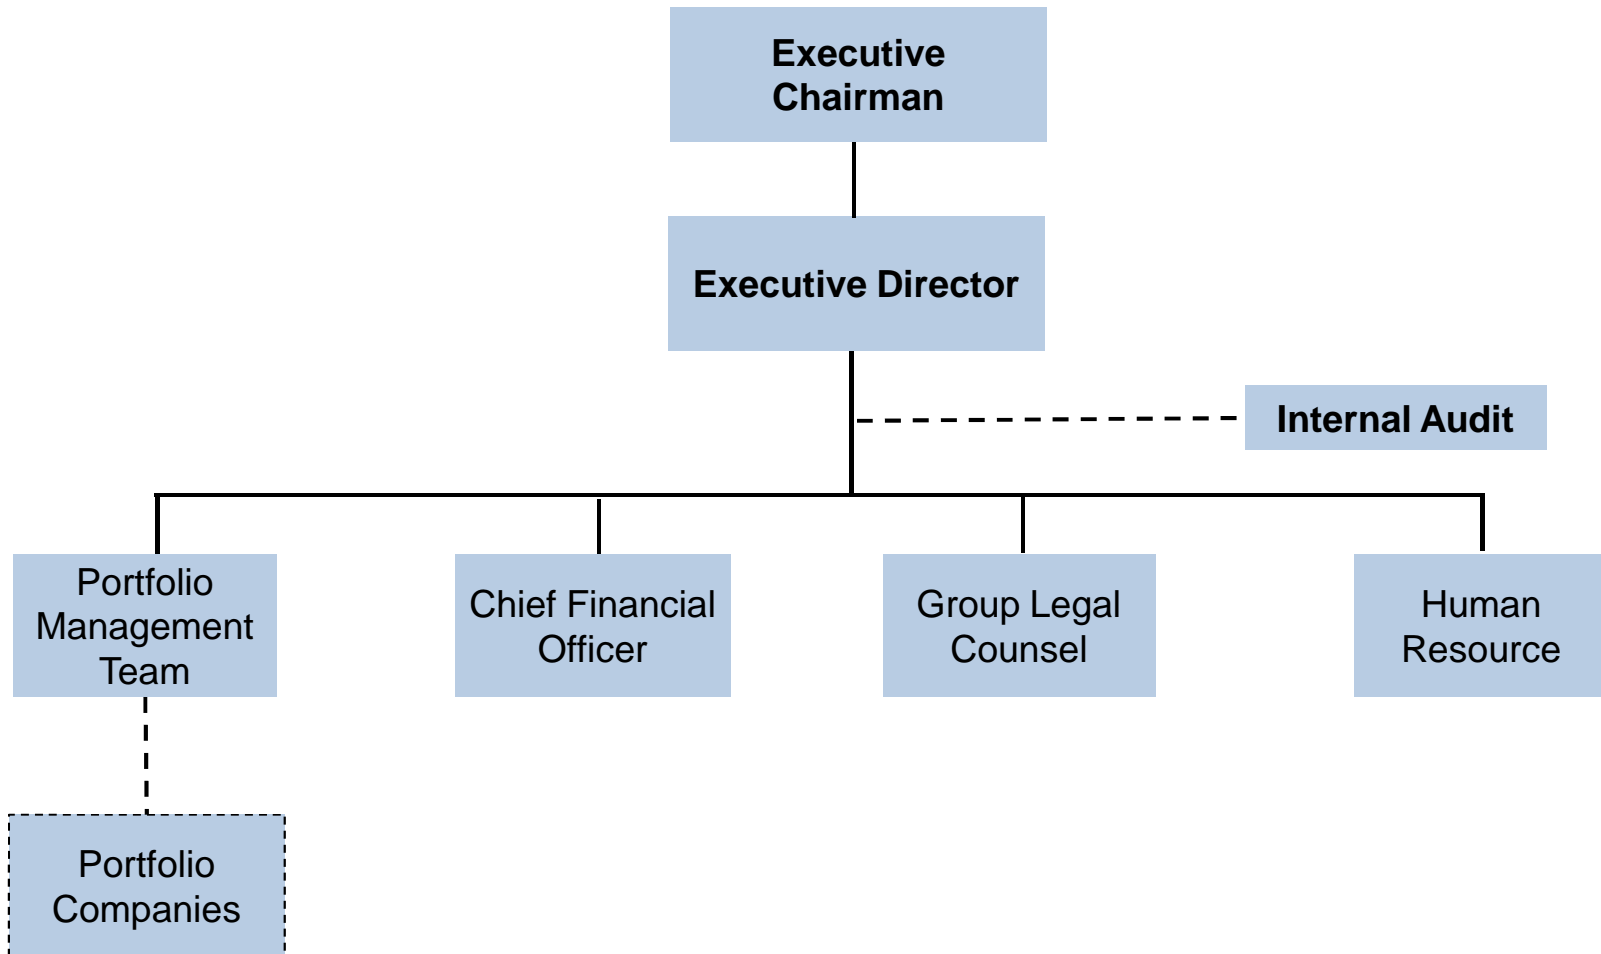 Executive
Chairman
Executive Director
Internal Audit
Portfolio
Management
Team
Chief Financial
Officer
Group Legal
Counsel
Human
Resource
Portfolio
Companies